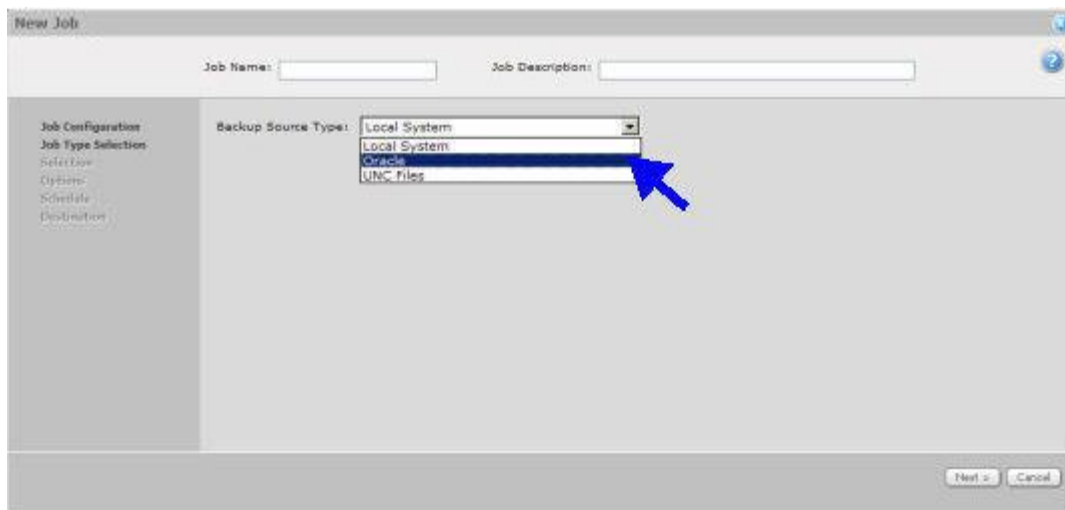 New Job
Job Name:
Job Description:
?
Job Configuration
Job Type Selection
Selection
Options
Schedule
Destination
Backup Source Type: Local System
Local System
Oracle
UNC Files
Next > Cancel